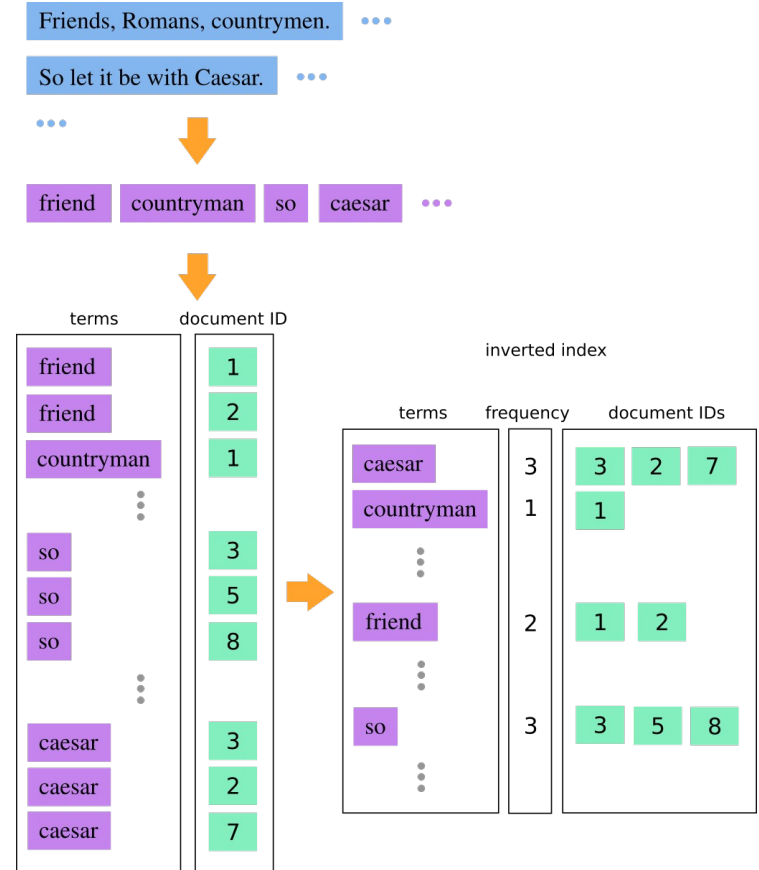 Friends, Romans, countrymen.
So let it be with Caesar.
friend countryman so caesar
terms document ID
friend 1
friend 2
countryman 1
so 3
so 5
so 8
caesar 3
caesar 2
caesar 7
inverted index
terms frequency document IDs
caesar 3 3 2 7
countryman 1 1
friend 2 1 2
so 3 3 5 8